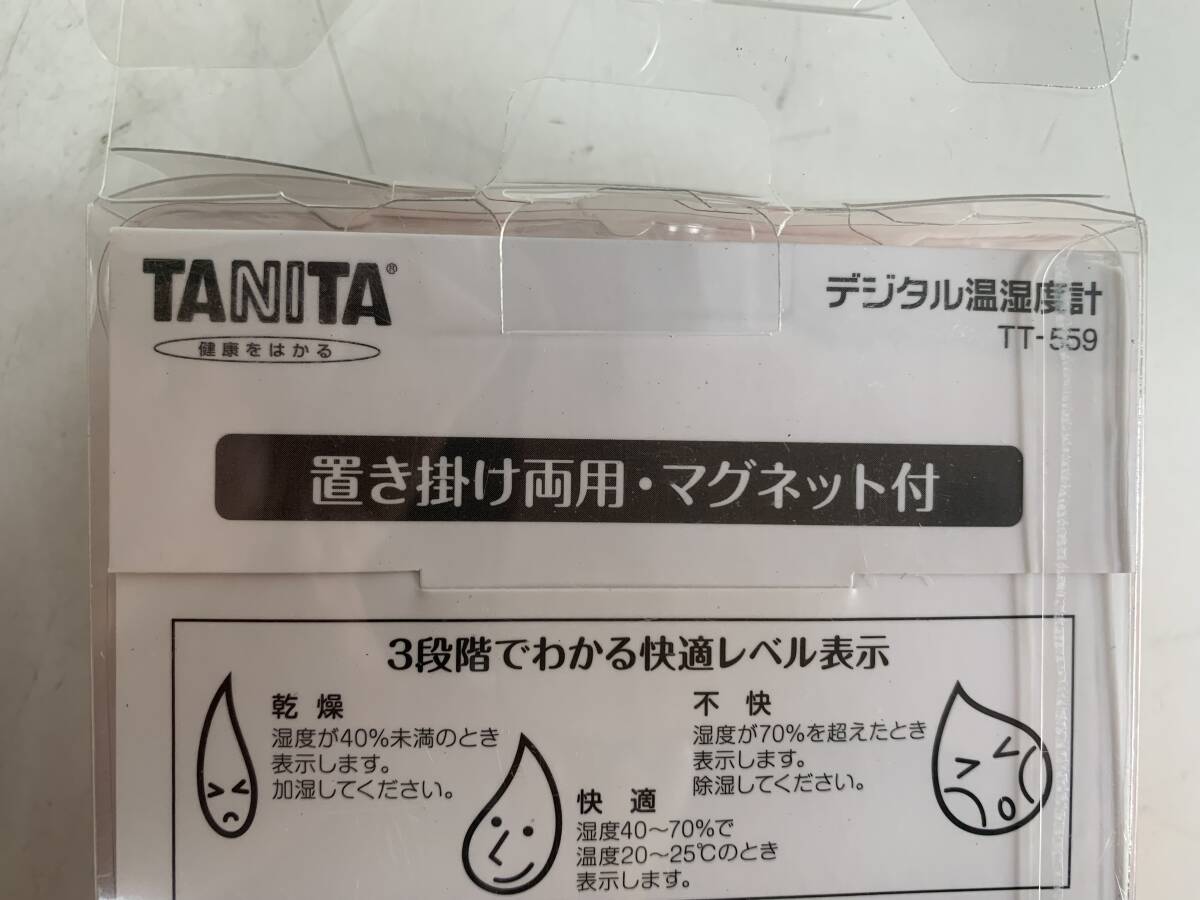 TANITA®
健康をはかる
デジタル温湿度計
TT-559
置き掛け両用・マグネット付
3段階でわかる快適レベル表示
乾燥
湿度が40%未満のとき
表示します。
加湿してください。
快適
湿度40～70%で
温度20～25℃のとき
表示します。
不快
湿度が70%を超えたとき
表示します。
除湿してください。